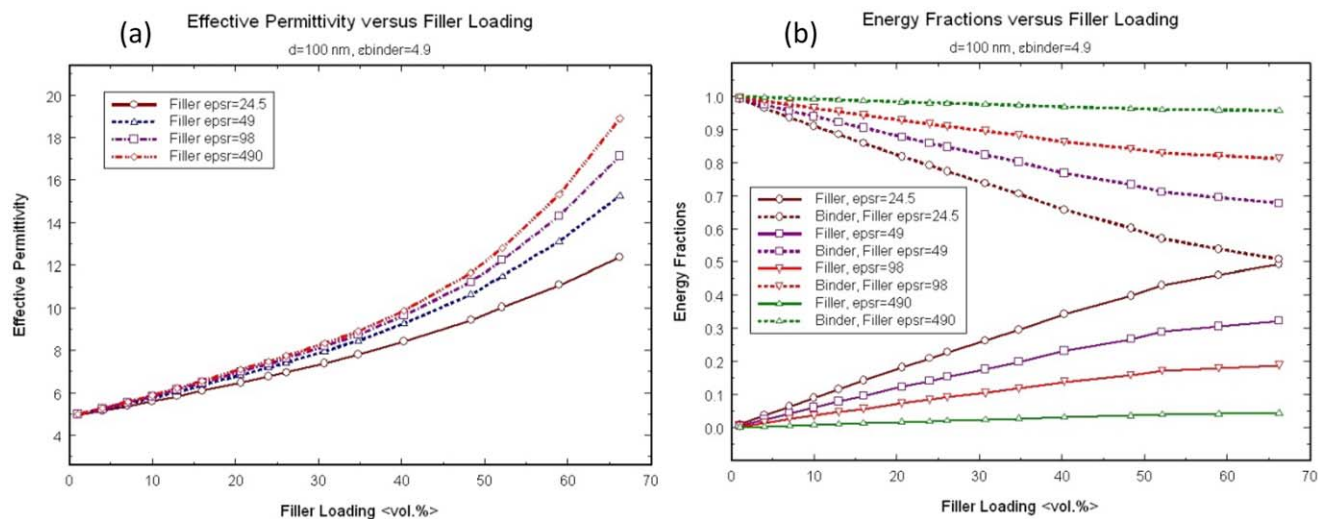 (a)
Effective Permittivity versus Filler Loading
d=100 nm, εbinder=4.9
Effective Permittivity
20
18
16
14
12
10
8
6
4
Filler epsr=24.5
Filler epsr=49
Filler epsr=98
Filler epsr=490
0 10 20 30 40 50 60 70
Filler Loading <vol.%>
(b)
Energy Fractions versus Filler Loading
d=100 nm, εbinder=4.9
Energy Fractions
1.0
0.9
0.8
0.7
0.6
0.5
0.4
0.3
0.2
0.1
0.0
Filler, epsr=24.5
Binder, Filler epsr=24.5
Filler, epsr=49
Binder, Filler epsr=49
Filler, epsr=98
Binder, Filler epsr=98
Filler, epsr=490
Binder, Filler epsr=490
0 10 20 30 40 50 60 70
Filler Loading <vol.%>